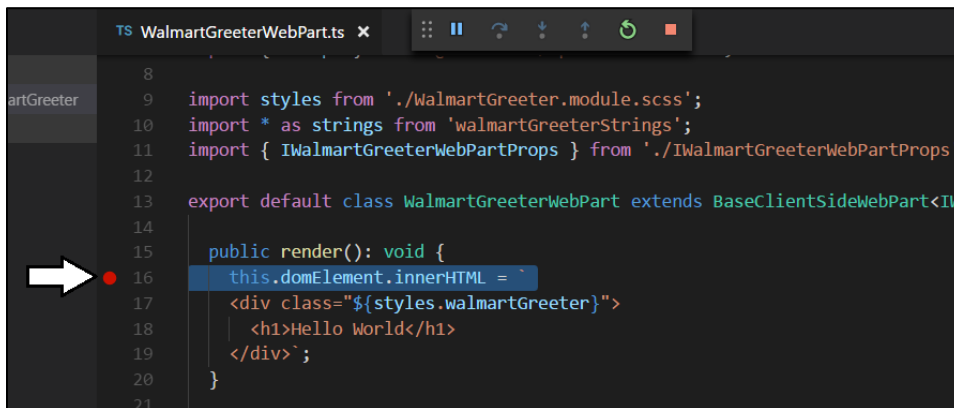 TS WalmartGreeterWebPart.ts ×
8
artGreeter
9 import styles from './WalmartGreeter.module.scss';
10 import * as strings from 'walmartGreeterStrings';
11 import { IWalmartGreeterWebPartProps } from './IWalmartGreeterWebPartProps
12
13 export default class WalmartGreeterWebPart extends BaseClientSideWebPart<IW
14
15 public render(): void {
16 this.domElement.innerHTML = `
17 <div class="${styles.walmartGreeter}">
18 <h1>Hello World</h1>
19 </div>`;
20 }
21